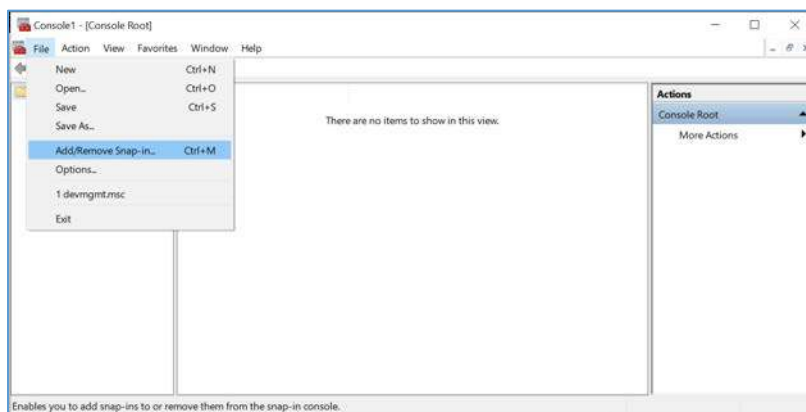 Console1 - [Console Root]
File Action View Favorites Window Help
New Ctrl+N
Open... Ctrl+O
Save Ctrl+S
Save As...
Add/Remove Snap-in... Ctrl+M
Options...
1 devmgmt.msc
Exit
There are no items to show in this view.
Actions
Console Root
More Actions
Enables you to add snap-ins to or remove them from the snap-in console.